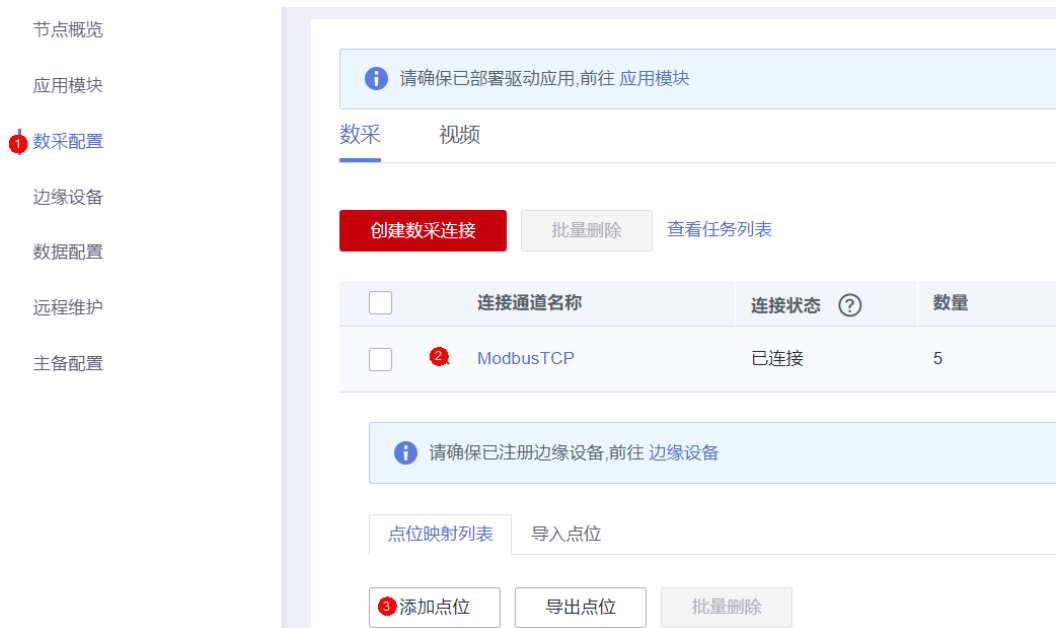 节点概览
应用模块
1 数采配置
边缘设备
数据配置
远程维护
主备配置
请确保已部署驱动应用,前往 应用模块
数采 视频
创建数采连接 批量删除 查看任务列表
连接通道名称 连接状态 ? 数量
2 ModbusTCP 已连接 5
请确保已注册边缘设备,前往 边缘设备
点位映射列表 导入点位
3 添加点位 导出点位 批量删除